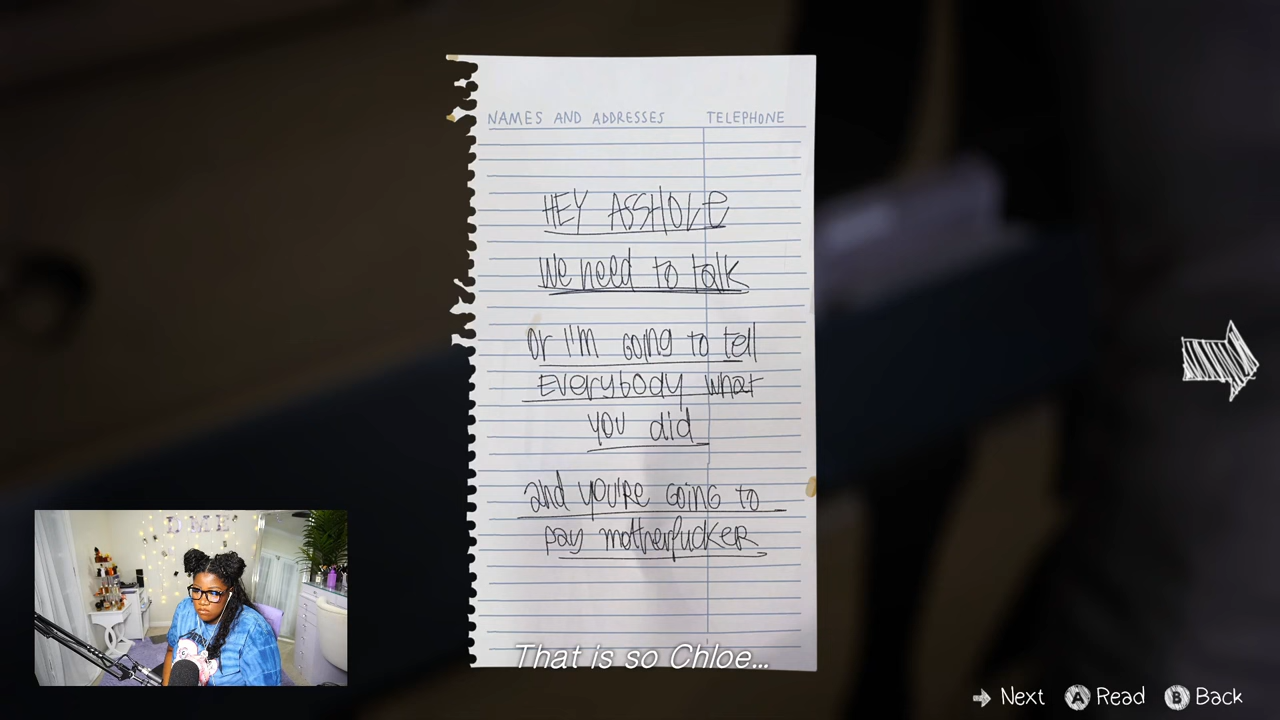 NAMES AND ADDRESSES TELEPHONE
HEY ASSHOLE
We need to talk
Or I'm going to tell
Everybody what
you did
and you're going to
pay motherfucker
That is so Chloe...
Next A Read B Back